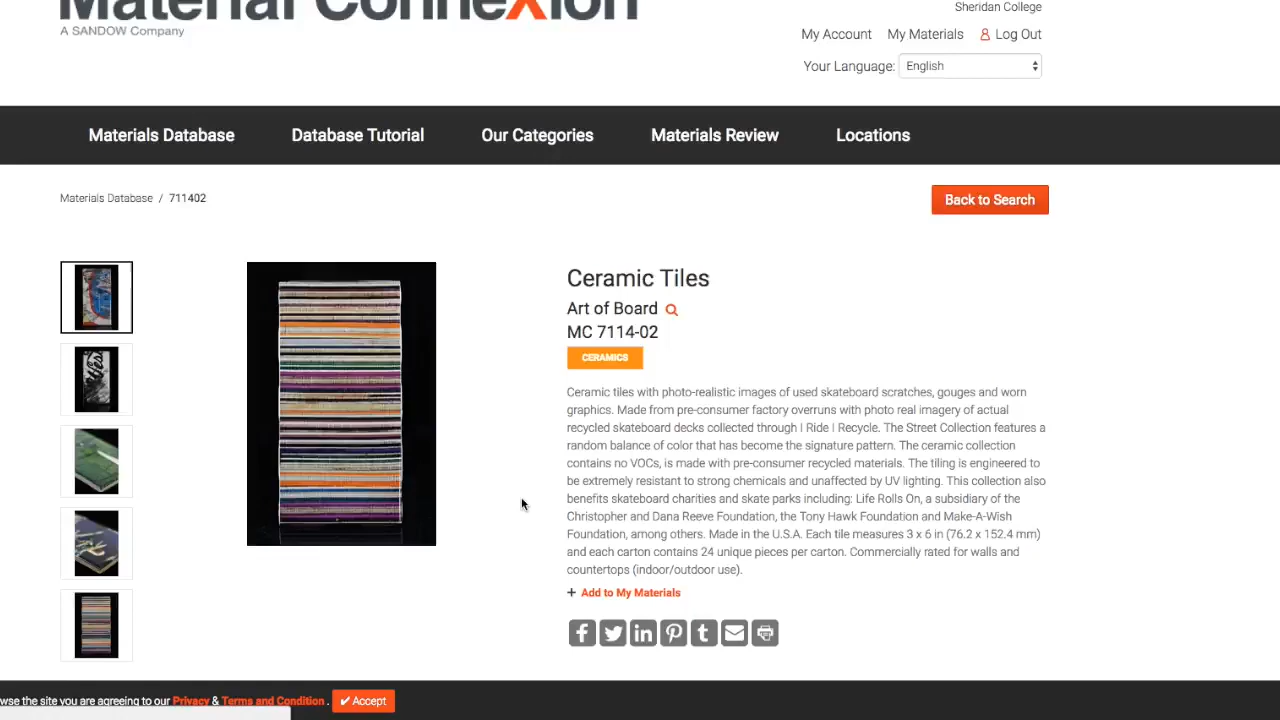 Material ConneXion
A SANDOW Company
Sheridan College
My Account My Materials Log Out
Your Language: English
Materials Database Database Tutorial Our Categories Materials Review Locations
Materials Database / 711402
Back to Search
Ceramic Tiles
Art of Board
MC 7114-02
CERAMICS
Ceramic tiles with photo-realistic images of used skateboard scratches, gouges and worn
graphics. Made from pre-consumer factory overruns with photo real imagery of actual
recycled skateboard decks collected through I Ride I Recycle. The Street Collection features a
random balance of color that has become the signature pattern. The ceramic collection
contains no VOCs, is made with pre-consumer recycled materials. The tiling is engineered to
be extremely resistant to strong chemicals and unaffected by UV lighting. This collection also
benefits skateboard charities and skate parks including: Life Rolls On, a subsidiary of the
Christopher and Dana Reeve Foundation, the Tony Hawk Foundation and Make-A-Wish
Foundation, among others. Made in the U.S.A. Each tile measures 3 x 6 in (76.2 x 152.4 mm)
and each carton contains 24 unique pieces per carton. Commercially rated for walls and
countertops (indoor/outdoor use).
+ Add to My Materials
wse the site you are agreeing to our Privacy & Terms and Condition . ✔ Accept